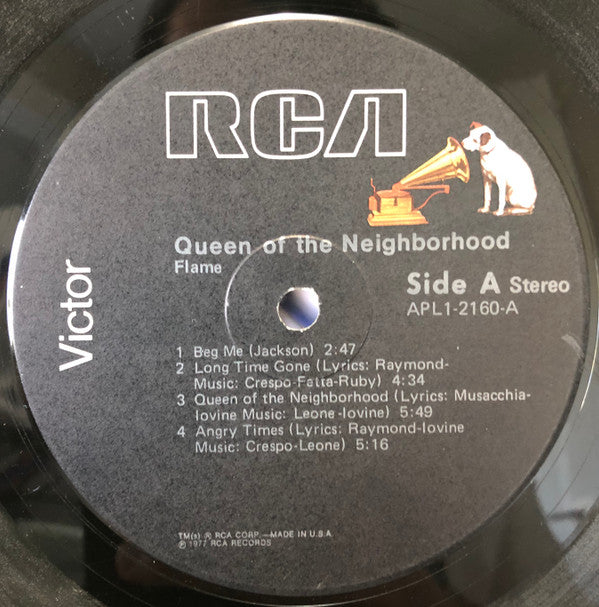 RCA
Victor
Queen of the Neighborhood
Flame
Side A Stereo
APL1-2160-A
1 Beg Me (Jackson) 2:47
2 Long Time Gone (Lyrics: Raymond-
Music: Crespo-Fatta-Ruby) 4:34
3 Queen of the Neighborhood (Lyrics: Musacchia-
Iovine Music: Leone-Iovine) 5:49
4 Angry Times (Lyrics: Raymond-Iovine
Music: Crespo-Leone) 5:16
TM(s) ® RCA CORP.—MADE IN U.S.A.
℗ 1977 RCA RECORDS